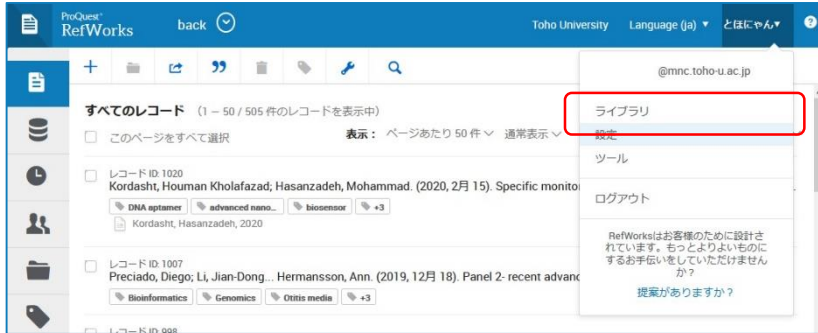 ProQuest®
RefWorks
back
Toho University
Language (ja) ▼
とほにゃん▼
?
@mnc.toho-u.ac.jp
すべてのレコード (1 – 50 / 505 件のレコードを表示中)
このページをすべて選択
表示: ページあたり 50 件 通常表示
ライブラリ
設定
ツール
ログアウト
レコード ID: 1020
Kordasht, Houman Kholafazad; Hasanzadeh, Mohammad. (2020, 2月 15). Specific monito
DNA aptamer advanced nano... biosensor +3
Kordasht, Hasanzadeh, 2020
レコード ID: 1007
Preciado, Diego; Li, Jian-Dong... Hermansson, Ann. (2019, 12月 18). Panel 2- recent advanc
Bioinformatics Genomics Otitis media +3
レコード ID: 998
RefWorksはお客様のために設計さ
れています。もっとよりよいものに
するお手伝いをしていただけません
か?
提案がありますか?